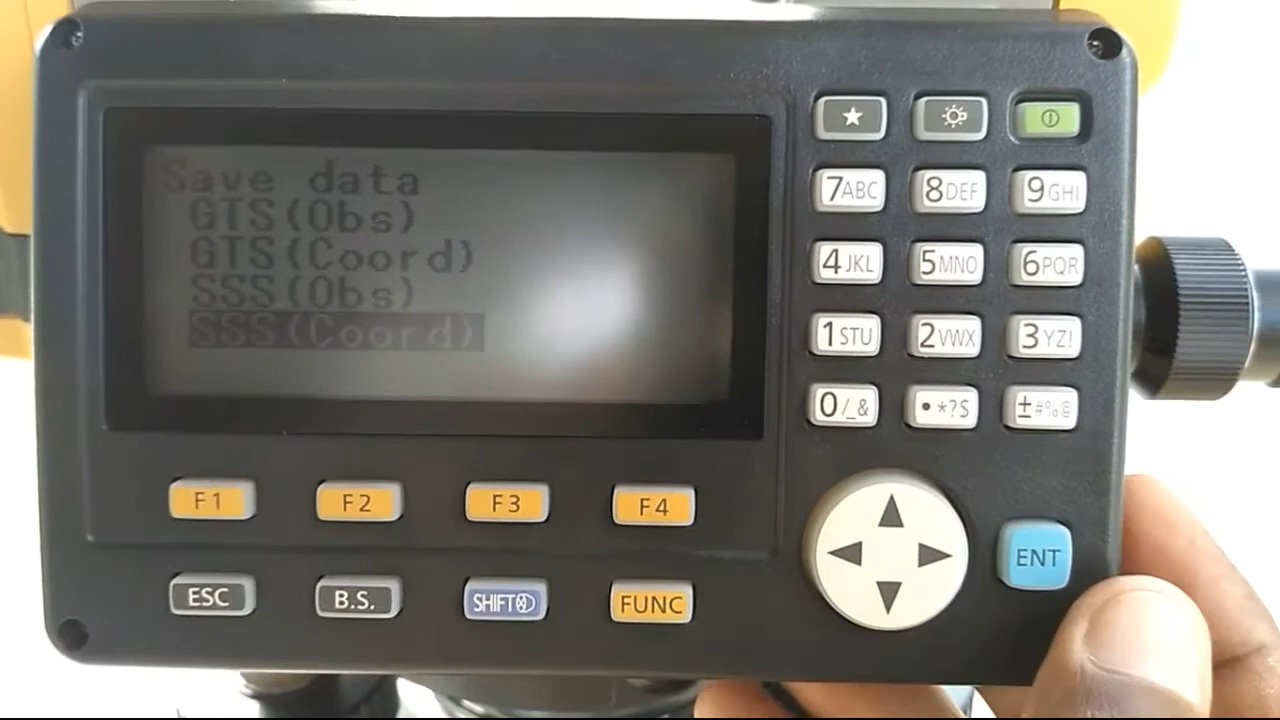 Save data
GTS(Obs)
GTS(Coord)
SSS(Obs)
SSS(Coord)
7ABC 8DEF 9GHI
4JKL 5MNO 6PQR
1STU 2VWX 3YZ!
0/_& •*?$ ±#%@
F1 F2 F3 F4
ENT
ESC B.S. SHIFT FUNC